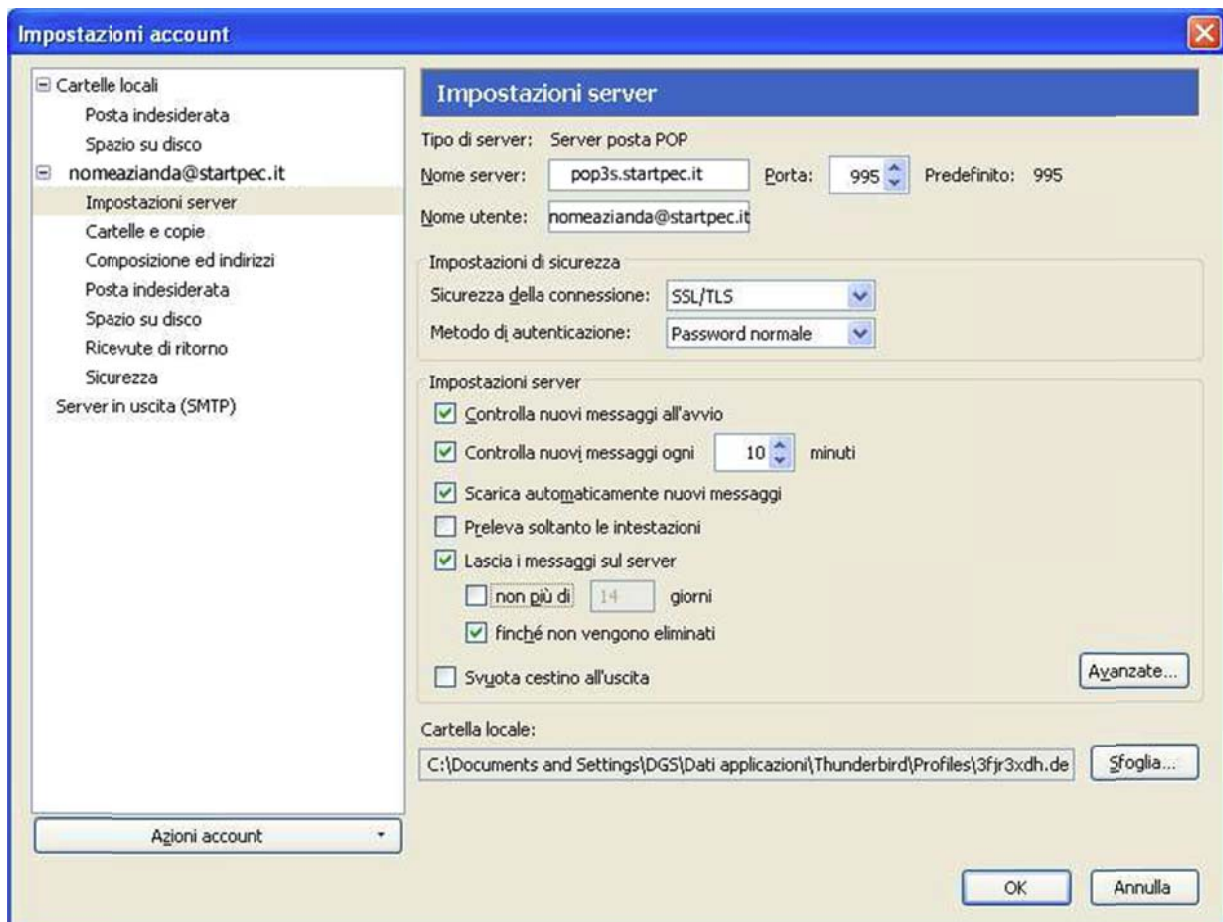 Impostazioni account
Cartelle locali
Posta indesiderata
Spazio su disco
nomeazianda@startpec.it
Impostazioni server
Cartelle e copie
Composizione ed indirizzi
Posta indesiderata
Spazio su disco
Ricevute di ritorno
Sicurezza
Server in uscita (SMTP)
Azioni account
Impostazioni server
Tipo di server: Server posta POP
Nome server: pop3s.startpec.it Porta: 995 Predefinito: 995
Nome utente: nomeazianda@startpec.it
Impostazioni di sicurezza
Sicurezza della connessione: SSL/TLS
Metodo di autenticazione: Password normale
Impostazioni server
Controlla nuovi messaggi all'avvio
Controlla nuovi messaggi ogni 10 minuti
Scarica automaticamente nuovi messaggi
Preleva soltanto le intestazioni
Lascia i messaggi sul server
non più di 14 giorni
finché non vengono eliminati
Svuota cestino all'uscita
Avanzate...
Cartella locale:
C:\Documents and Settings\DGS\Dati applicazioni\Thunderbird\Profiles\3fjr3xdh.de
Sfoglia...
OK
Annulla